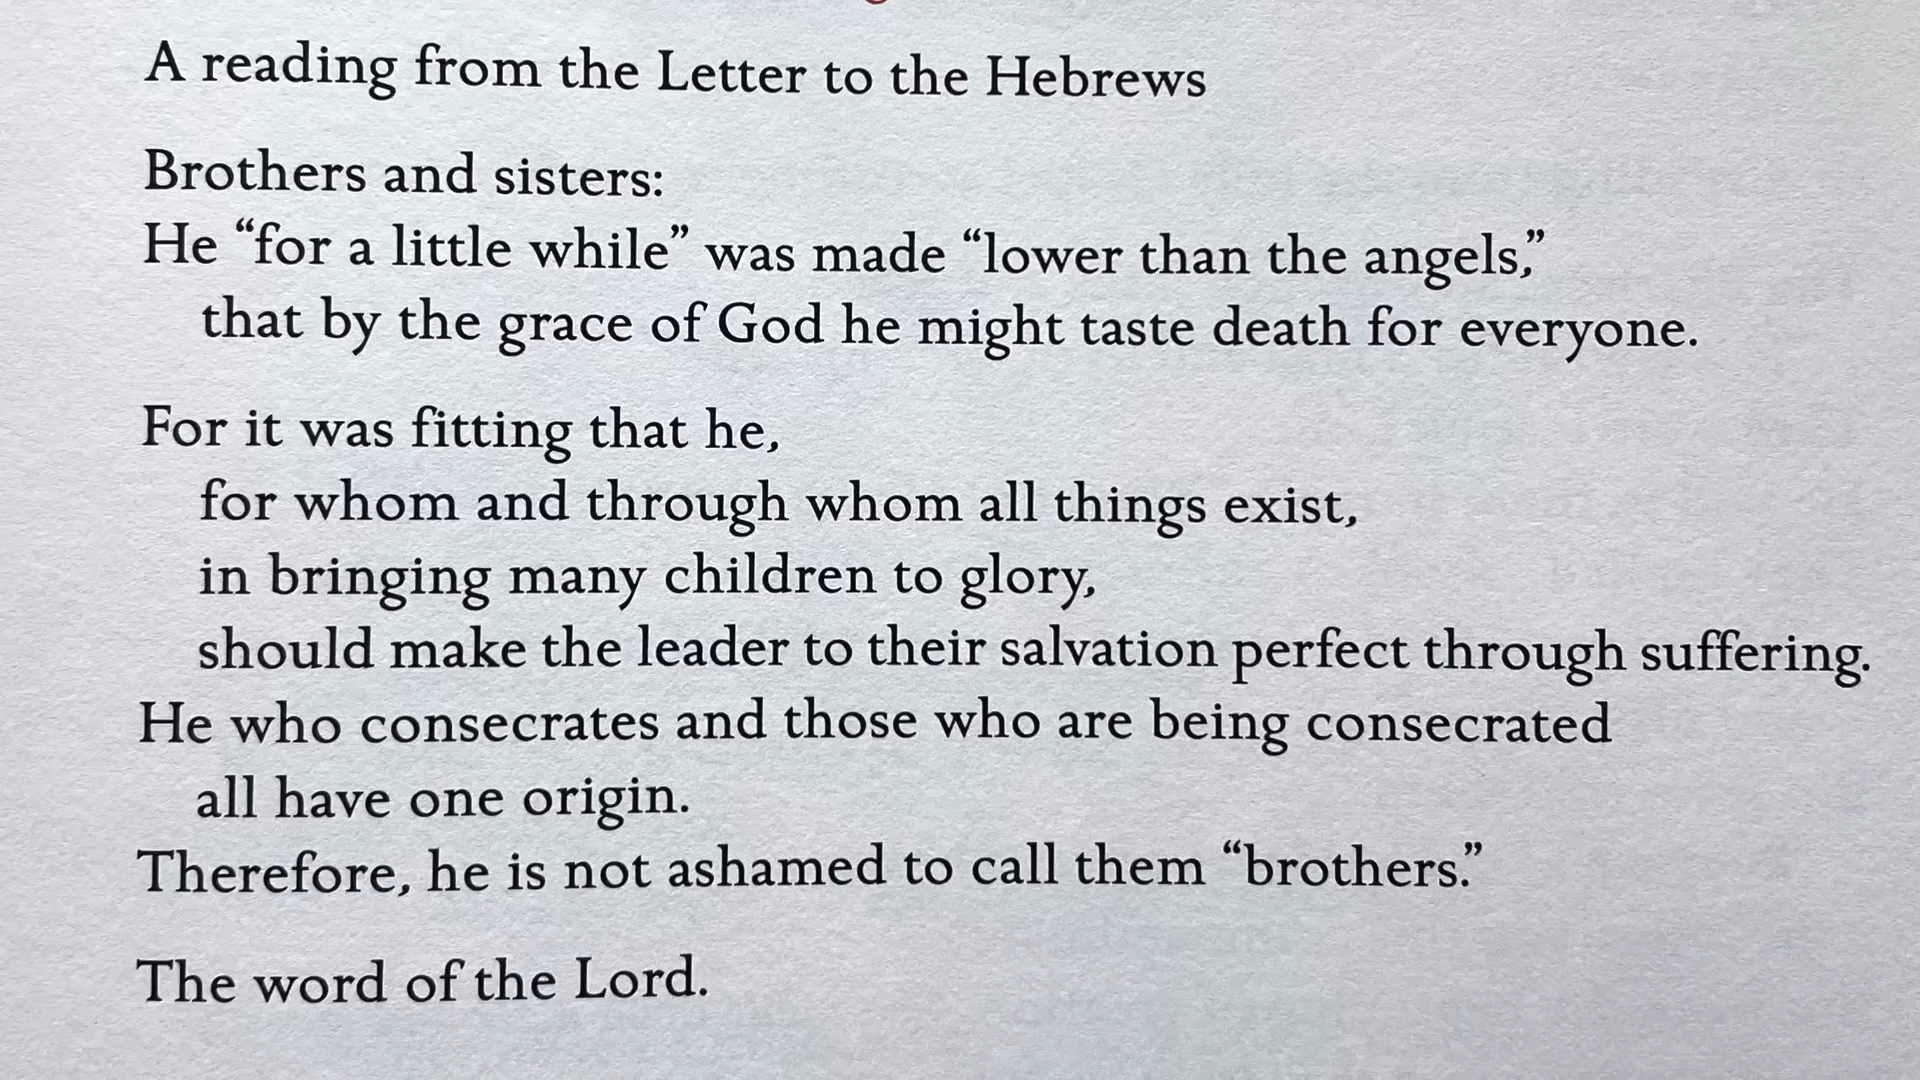 A reading from the Letter to the Hebrews
Brothers and sisters:
He “for a little while” was made “lower than the angels,”
that by the grace of God he might taste death for everyone.
For it was fitting that he,
for whom and through whom all things exist,
in bringing many children to glory,
should make the leader to their salvation perfect through suffering.
He who consecrates and those who are being consecrated
all have one origin.
Therefore, he is not ashamed to call them “brothers.”
The word of the Lord.